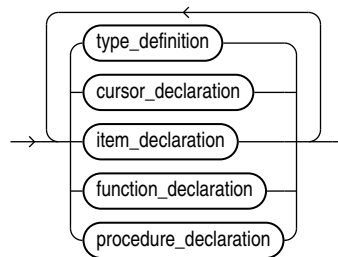 type_definition
cursor_declaration
item_declaration
function_declaration
procedure_declaration